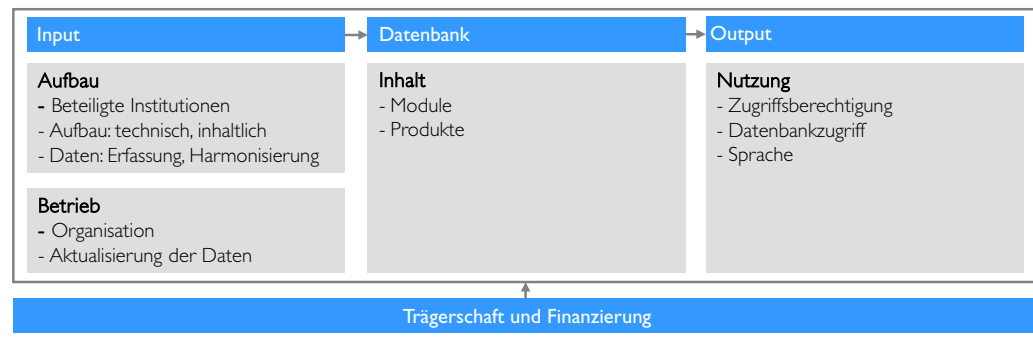 Input
Aufbau
- Beteiligte Institutionen
- Aufbau: technisch, inhaltlich
- Daten: Erfassung, Harmonisierung
Betrieb
- Organisation
- Aktualisierung der Daten
Datenbank
Inhalt
- Module
- Produkte
Output
Nutzung
- Zugriffsberechtigung
- Datenbankzugriff
- Sprache
Trägerschaft und Finanzierung